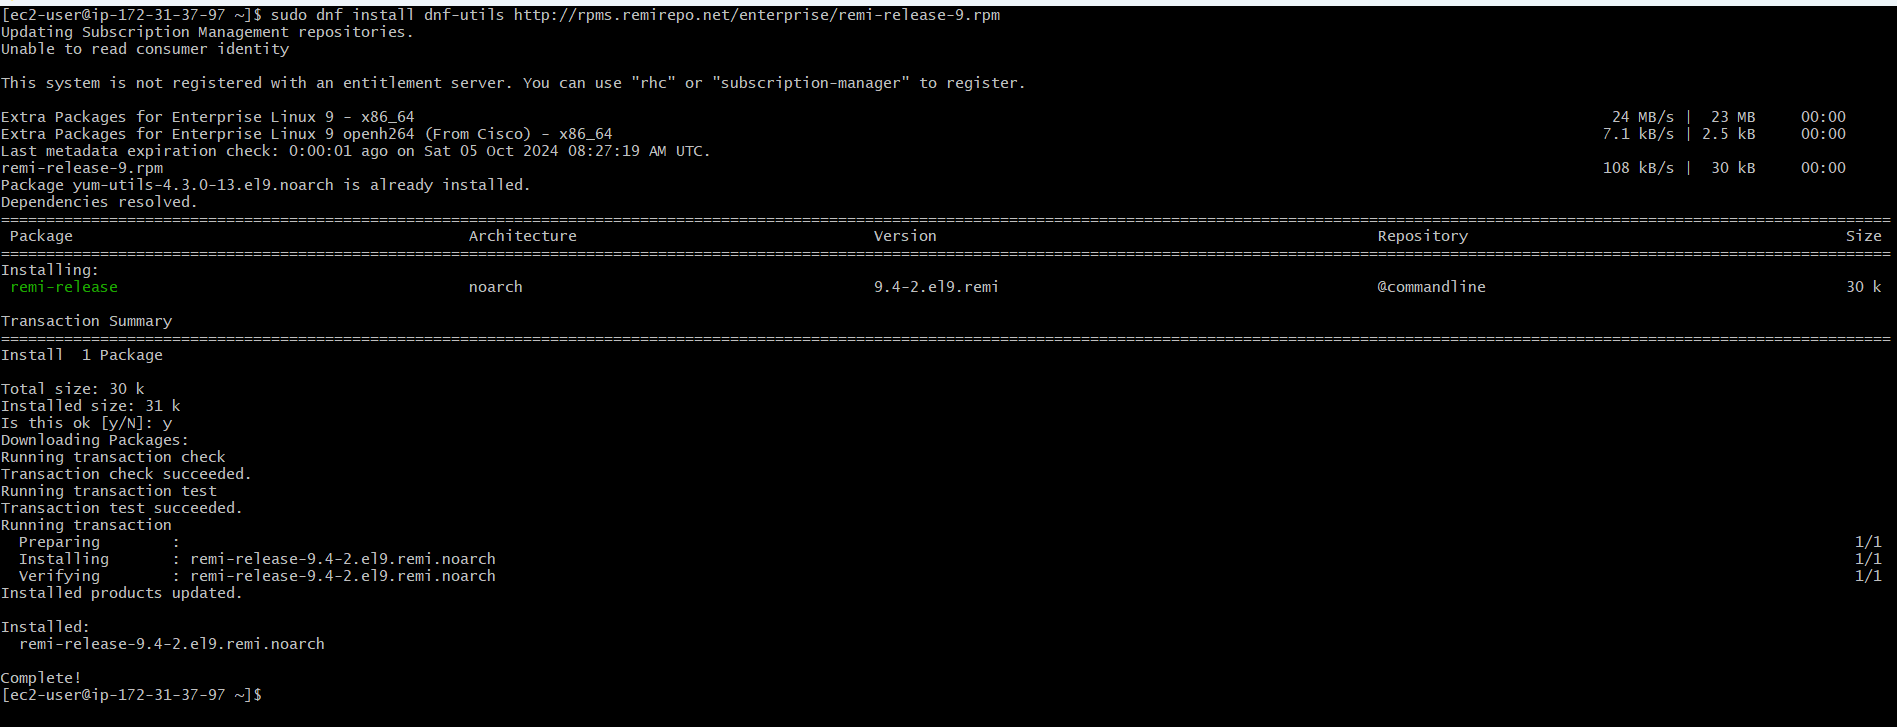 [ec2-user@ip-172-31-37-97 ~]$ sudo dnf install dnf-utils http://rpms.remirepo.net/enterprise/remi-release-9.rpm
Updating Subscription Management repositories.
Unable to read consumer identity
This system is not registered with an entitlement server. You can use "rhc" or "subscription-manager" to register.
Extra Packages for Enterprise Linux 9 - x86_64 24 MB/s | 23 MB 00:00
Extra Packages for Enterprise Linux 9 openh264 (From Cisco) - x86_64 7.1 kB/s | 2.5 kB 00:00
Last metadata expiration check: 0:00:01 ago on Sat 05 Oct 2024 08:27:19 AM UTC.
remi-release-9.rpm 108 kB/s | 30 kB 00:00
Package yum-utils-4.3.0-13.el9.noarch is already installed.
Dependencies resolved.
Package Architecture Version Repository Size
Installing:
remi-release noarch 9.4-2.el9.remi @commandline 30 k
Transaction Summary
Install 1 Package
Total size: 30 k
Installed size: 31 k
Is this ok [y/N]: y
Downloading Packages:
Running transaction check
Transaction check succeeded.
Running transaction test
Transaction test succeeded.
Running transaction
Preparing : 1/1
Installing : remi-release-9.4-2.el9.remi.noarch 1/1
Verifying : remi-release-9.4-2.el9.remi.noarch 1/1
Installed products updated.
Installed:
remi-release-9.4-2.el9.remi.noarch
Complete!
[ec2-user@ip-172-31-37-97 ~]$